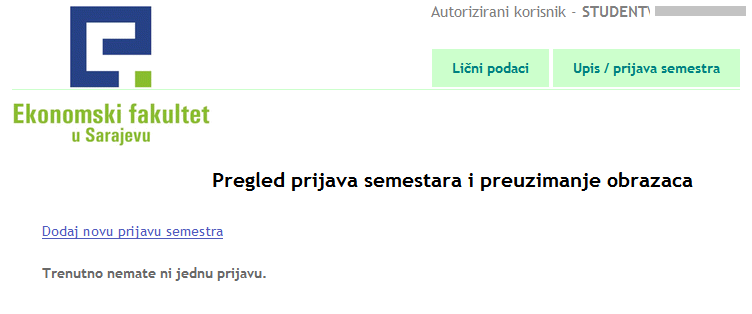 Autorizirani korisnik - STUDENT
Lični podaci
Upis / prijava semestra
Ekonomski fakultet
u Sarajevu
Pregled prijava semestara i preuzimanje obrazaca
Dodaj novu prijavu semestra
Trenutno nemate ni jednu prijavu.